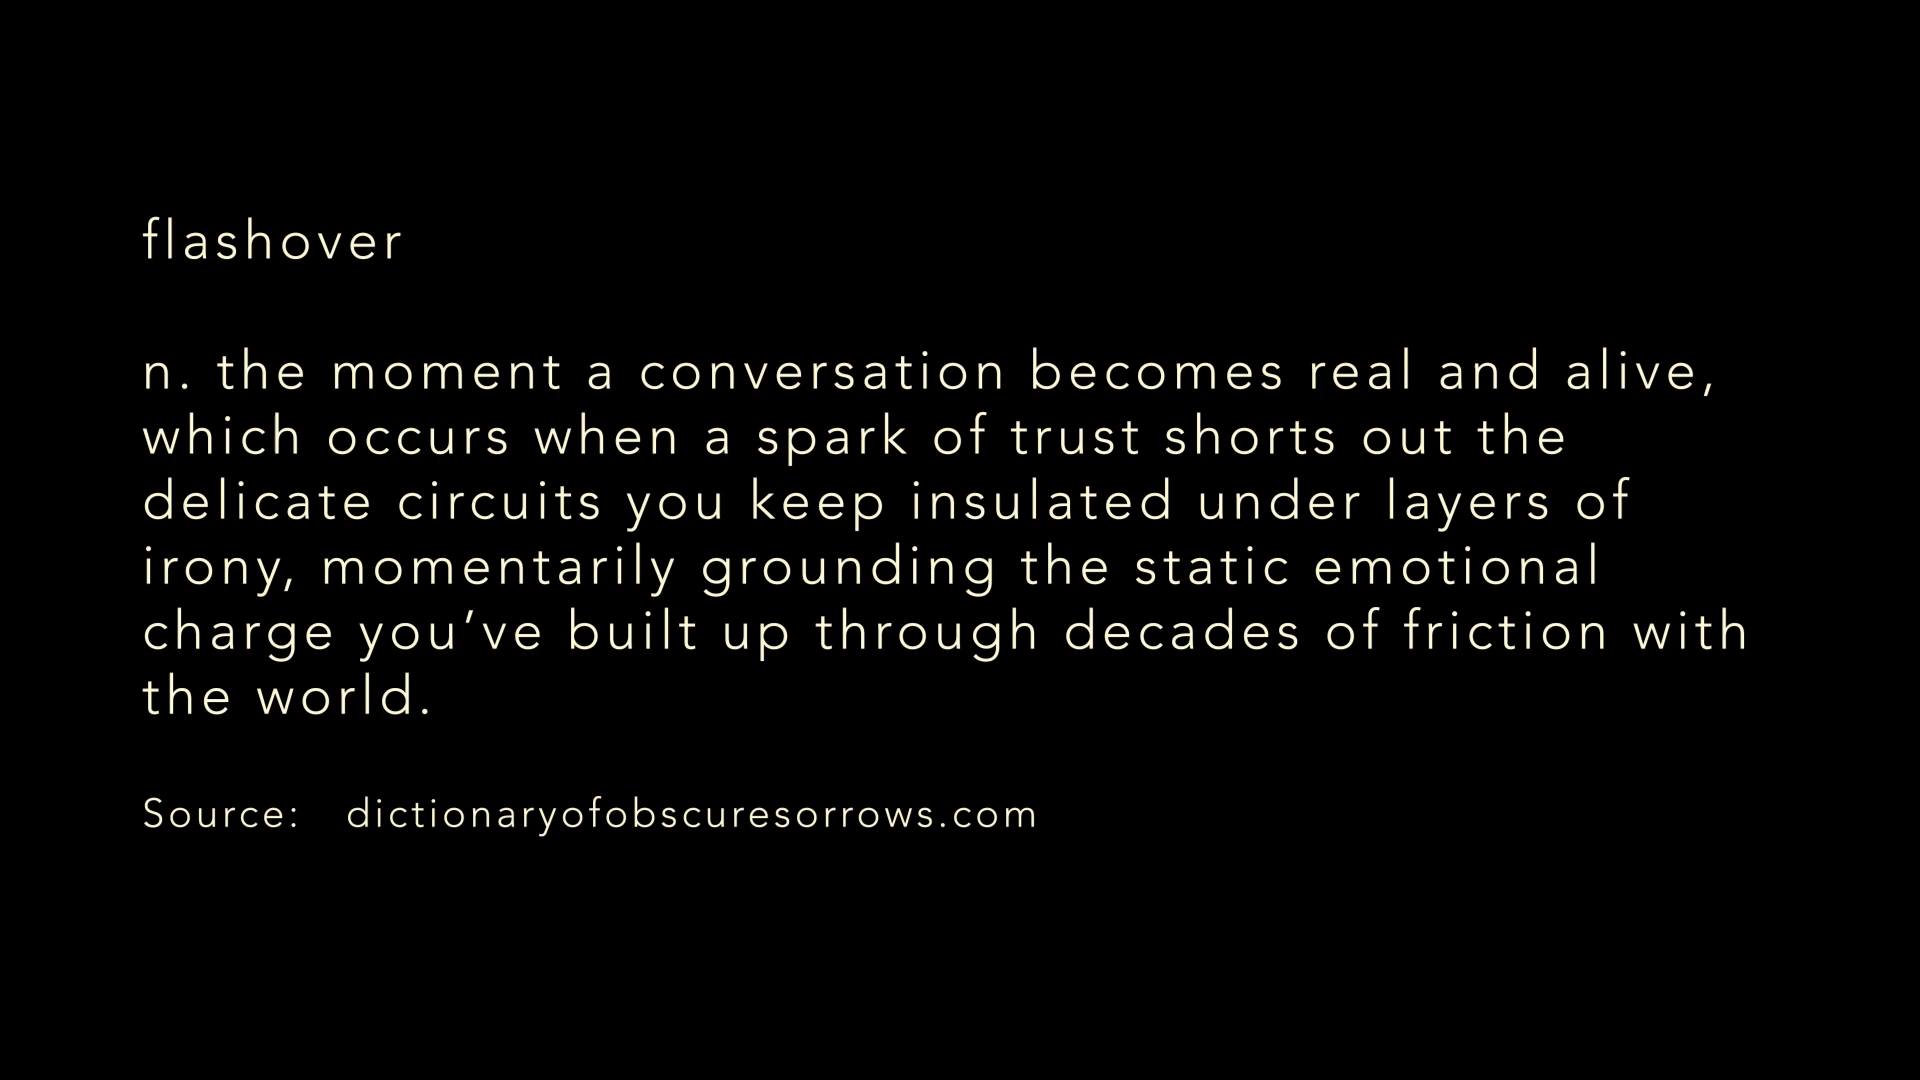 flashover
n. the moment a conversation becomes real and alive,
which occurs when a spark of trust shorts out the
delicate circuits you keep insulated under layers of
irony, momentarily grounding the static emotional
charge you’ve built up through decades of friction with
the world.
Source: dictionaryofobscuresorrows.com